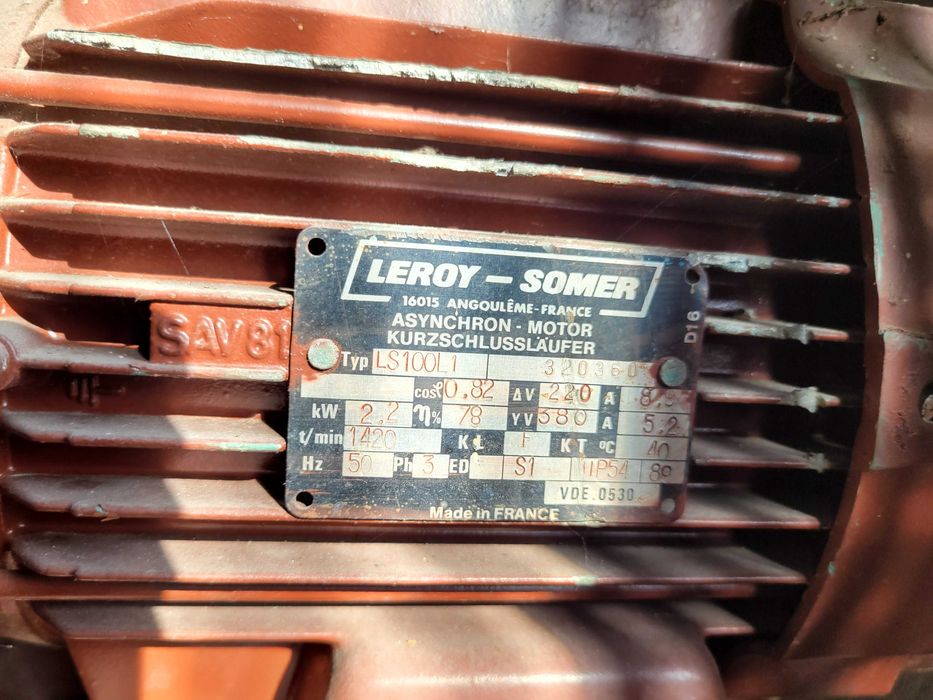 LEROY - SOMER
16015 ANGOULÊME-FRANCE
ASYNCHRON - MOTOR
KURZSCHLUSSLÄUFER
D16
SAV81
Typ LS100L1
cosφ 0,82 ΔV 220 A
kW 2,2 η% 78 YV 380 A 5,2
t/min 1420 KL F KT °C 40
Hz 50 Ph 3 ED S1 IP54
VDE.0530
Made in FRANCE